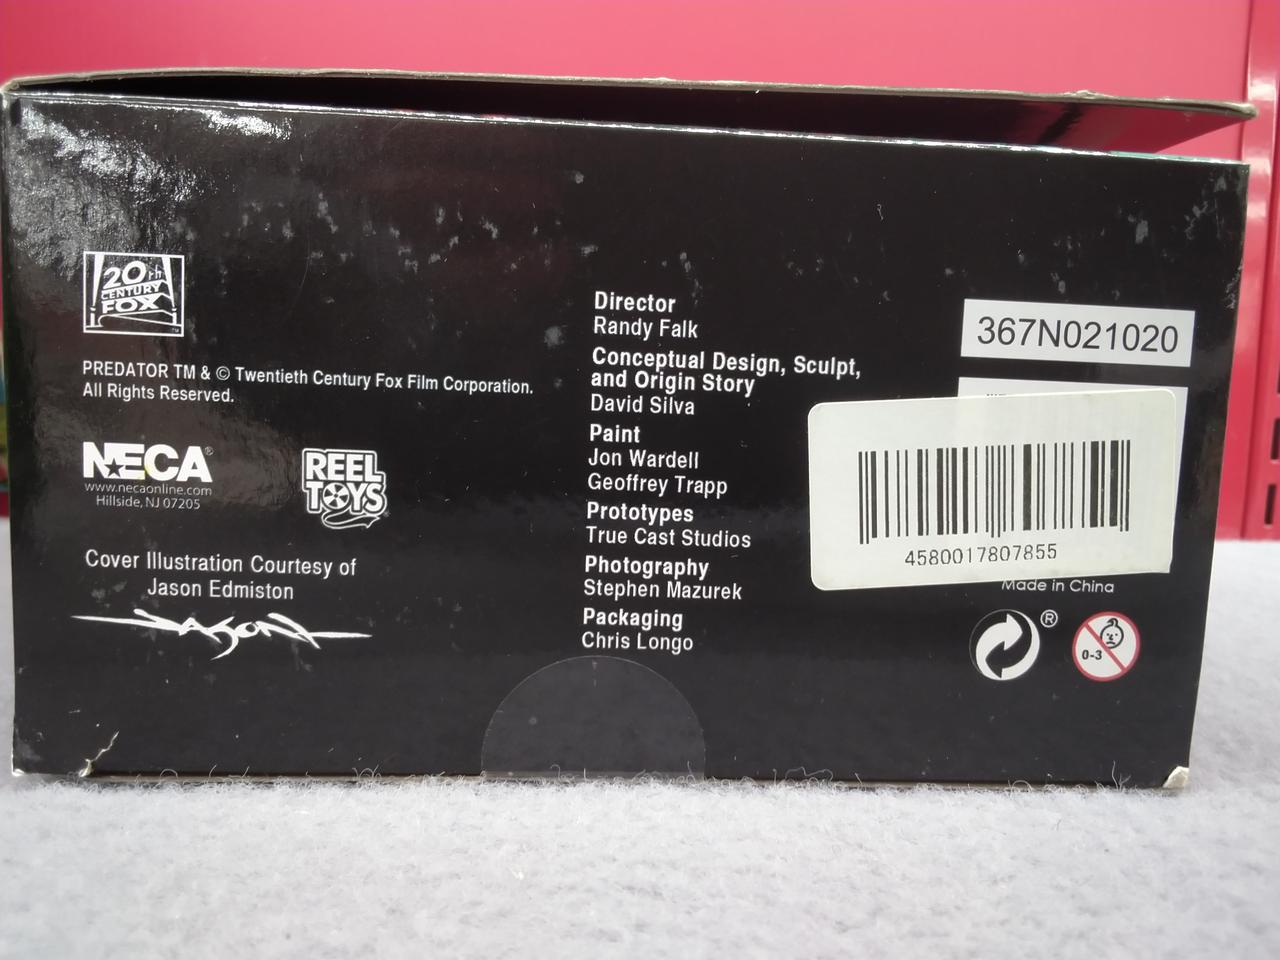 20th
CENTURY
FOX
TM
PREDATOR TM & © Twentieth Century Fox Film Corporation.
All Rights Reserved.
NECA®
www.necaonline.com
Hillside, NJ 07205
REEL
TOYS
Cover Illustration Courtesy of
Jason Edmiston
JASON
Director
Randy Falk
Conceptual Design, Sculpt,
and Origin Story
David Silva
Paint
Jon Wardell
Geoffrey Trapp
Prototypes
True Cast Studios
Photography
Stephen Mazurek
Packaging
Chris Longo
367N021020
4580017807855
Made in China
®
0-3